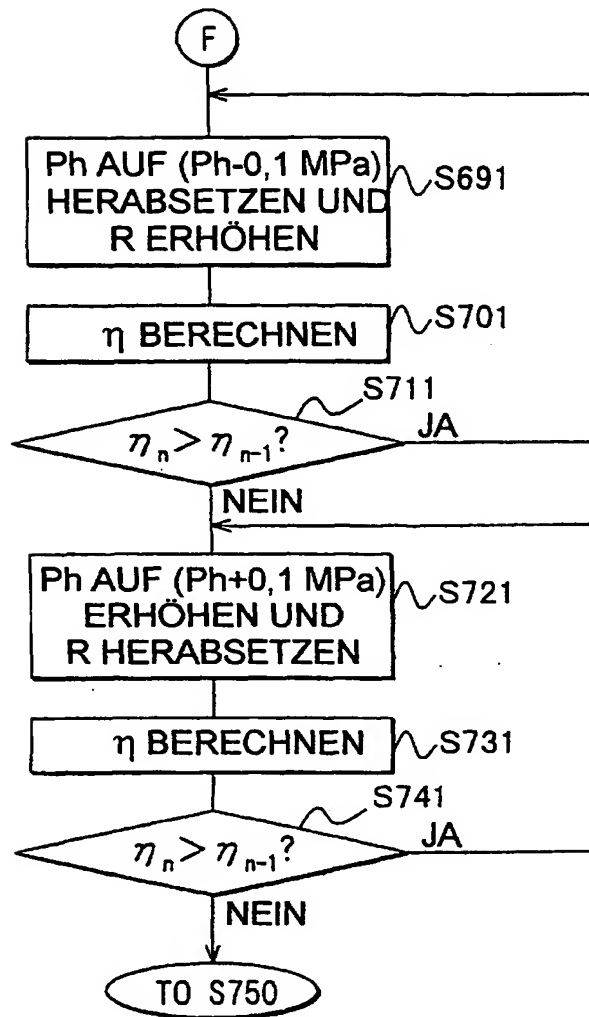 F
Ph AUF (Ph-0,1 MPa)
HERABSETZEN UND
R ERHÖHEN
S691
η BERECHNEN
S701
S711
ηn > ηn-1?
JA
NEIN
Ph AUF (Ph+0,1 MPa)
ERHÖHEN UND
R HERABSETZEN
S721
η BERECHNEN
S731
S741
ηn > ηn-1?
JA
NEIN
TO S750